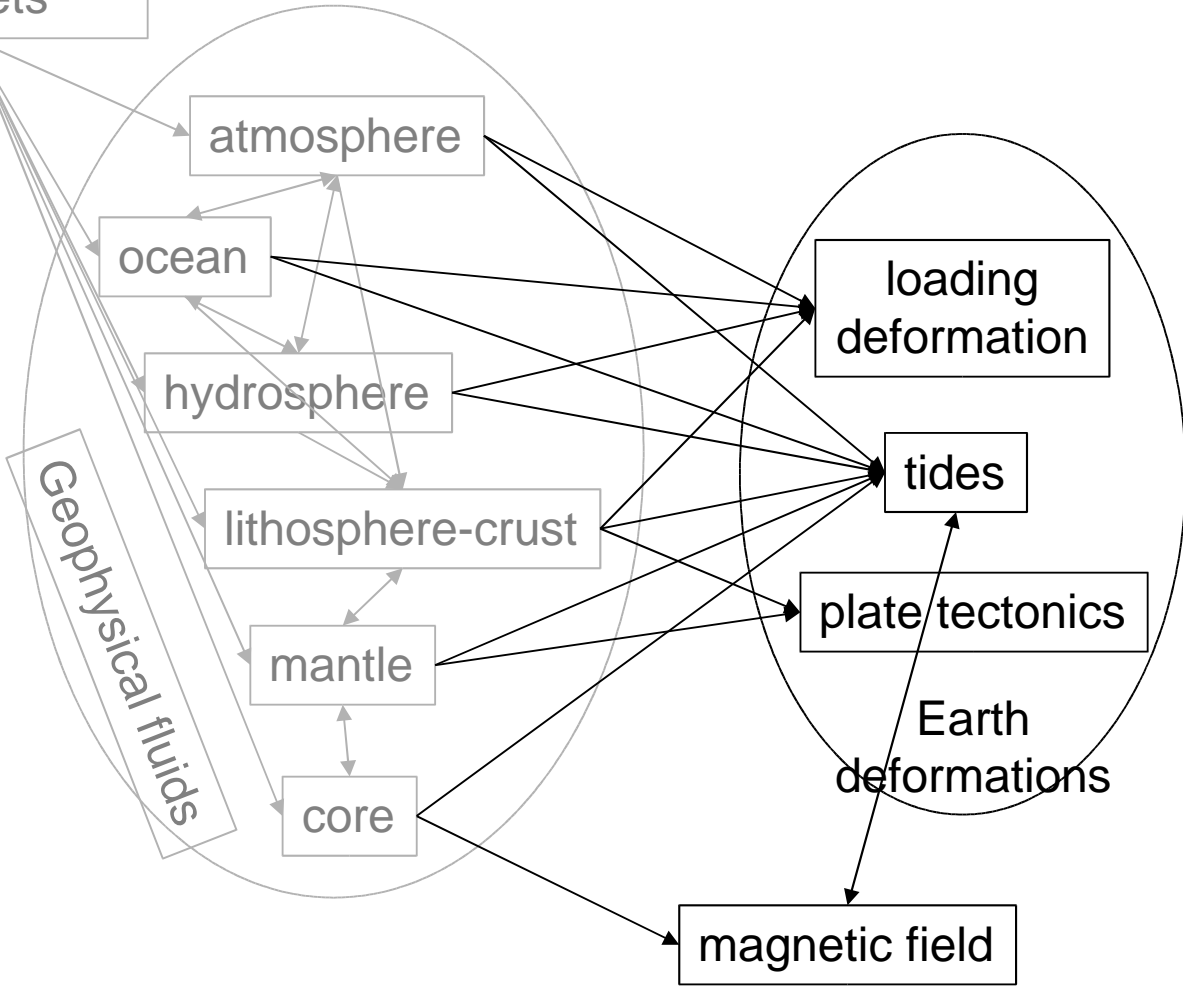 atmosphere
ocean
loading
deformation
hydrosphere
tides
lithosphere-crust
plate tectonics
mantle
Geophysical fluids
Earth
deformations
core
magnetic field